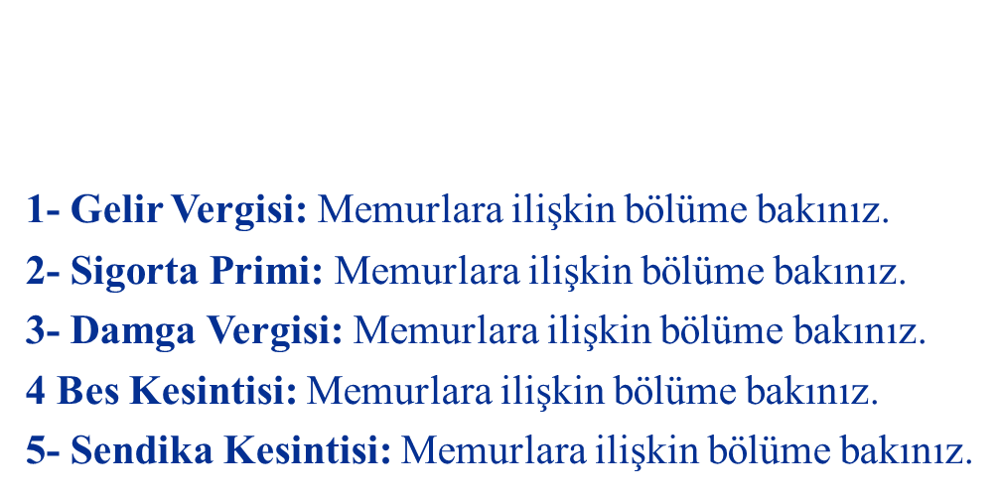 1- Gelir Vergisi: Memurlara ilişkin bölüme bakınız.
2- Sigorta Primi: Memurlara ilişkin bölüme bakınız.
3- Damga Vergisi: Memurlara ilişkin bölüme bakınız.
4 Bes Kesintisi: Memurlara ilişkin bölüme bakınız.
5- Sendika Kesintisi: Memurlara ilişkin bölüme bakınız.